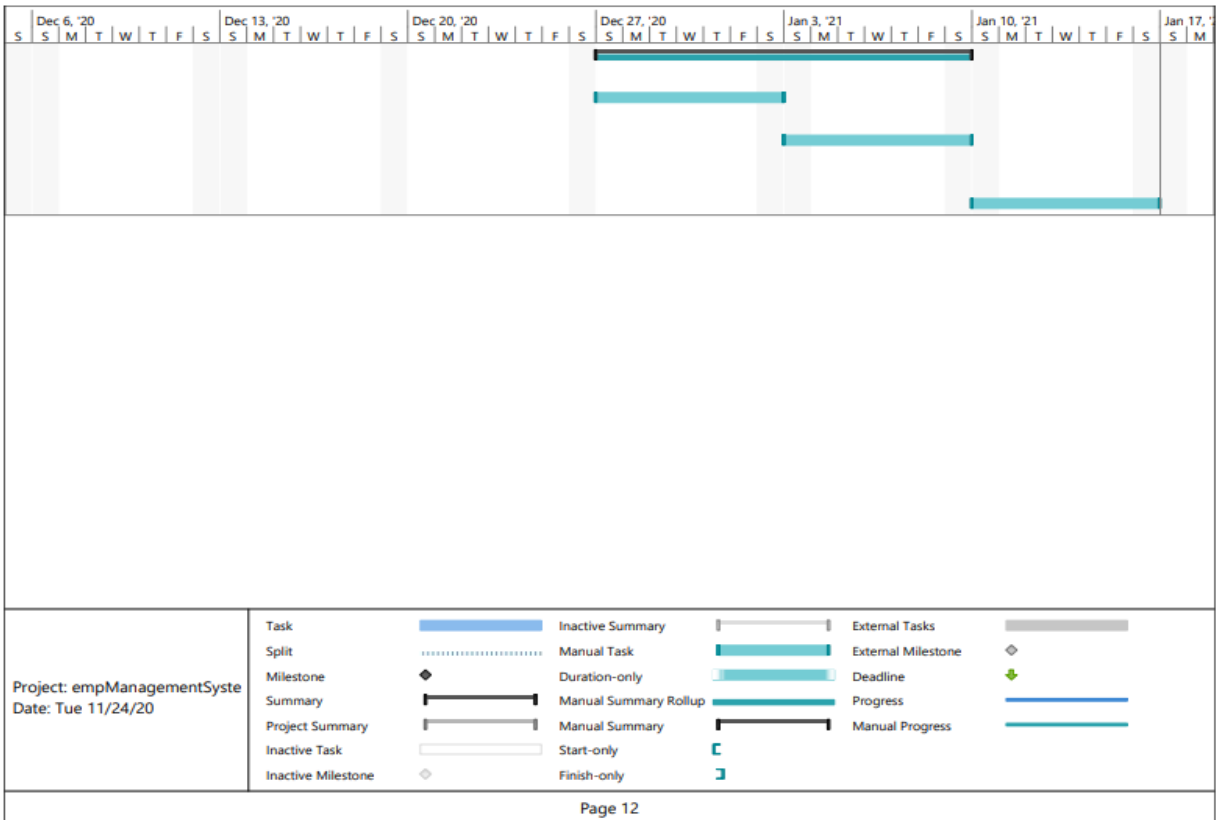 Dec 6, '20 Dec 13, '20 Dec 20, '20 Dec 27, '20 Jan 3, '21 Jan 10, '21 Jan 17, '
S S M T W T F S S M T W T F S S M T W T F S S M T W T F S S M T W T F S S M T W T F S S M
Task Inactive Summary External Tasks
Split Manual Task External Milestone
Milestone Duration-only Deadline
Summary Manual Summary Rollup Progress
Project Summary Manual Summary Manual Progress
Inactive Task Start-only
Inactive Milestone Finish-only
Project: empManagementSyste
Date: Tue 11/24/20
Page 12